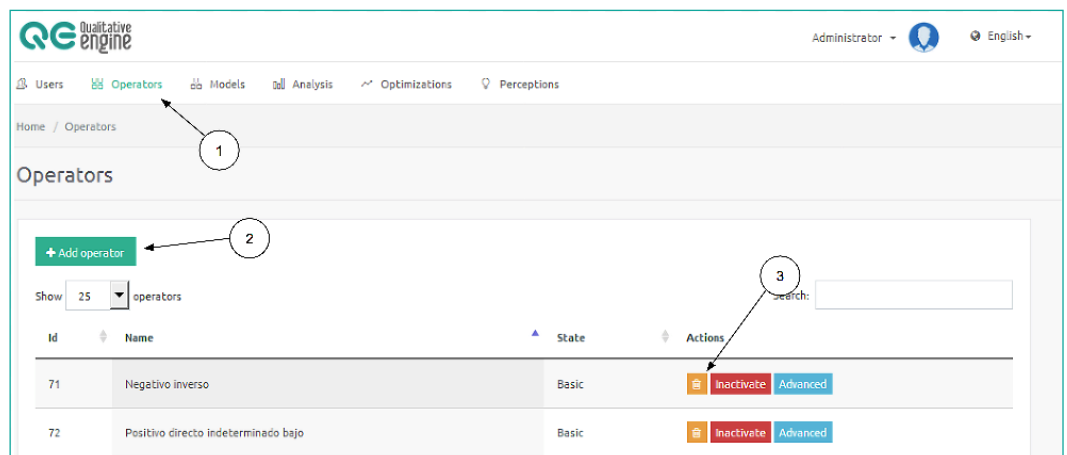 QE Qualitative engine
Administrator
English
Users Operators Models Analysis Optimizations Perceptions
Home / Operators
1
Operators
2
+ Add operator
3
Show 25 operators
Search:
Id Name State Actions
71 Negativo inverso Basic Inactivate Advanced
72 Positivo directo indeterminado bajo Basic Inactivate Advanced